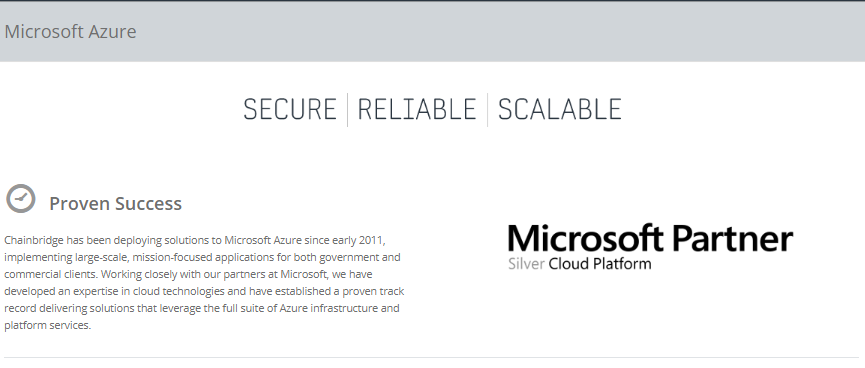 Microsoft Azure
SECURE | RELIABLE | SCALABLE
Proven Success
Chainbridge has been deploying solutions to Microsoft Azure since early 2011,
implementing large-scale, mission-focused applications for both government and
commercial clients. Working closely with our partners at Microsoft, we have
developed an expertise in cloud technologies and have established a proven track
record delivering solutions that leverage the full suite of Azure infrastructure and
platform services.
Microsoft Partner
Silver Cloud Platform